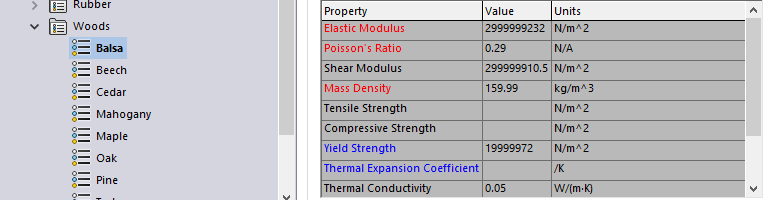 Rubber
Woods
Balsa
Beech
Cedar
Mahogany
Maple
Oak
Pine
Property Value Units
Elastic Modulus 2999999232 N/m^2
Poisson's Ratio 0.29 N/A
Shear Modulus 299999910.5 N/m^2
Mass Density 159.99 kg/m^3
Tensile Strength N/m^2
Compressive Strength N/m^2
Yield Strength 19999972 N/m^2
Thermal Expansion Coefficient /K
Thermal Conductivity 0.05 W/(m·K)